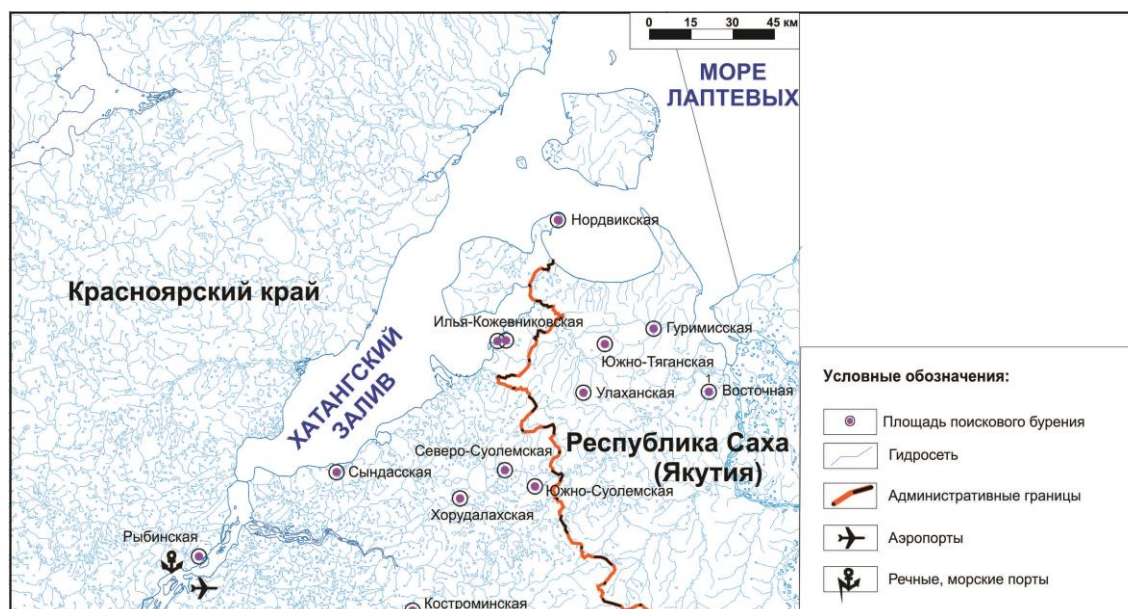 0 15 30 45 км
МОРЕ
ЛАПТЕВЫХ
Нордвикская
Красноярский край
Илья-Кожевниковская
Гуримисская
Южно-Тяганская
ХАТАНГСКИЙ
ЗАЛИВ
Улаханская
1
Восточная
Республика Саха
(Якутия)
Северо-Суолемская
Сындасская
Южно-Суолемская
Хорудалахская
Рыбинская
Костроминская
Условные обозначения:
Площадь поискового бурения
Гидросеть
Административные границы
Аэропорты
Речные, морские порты